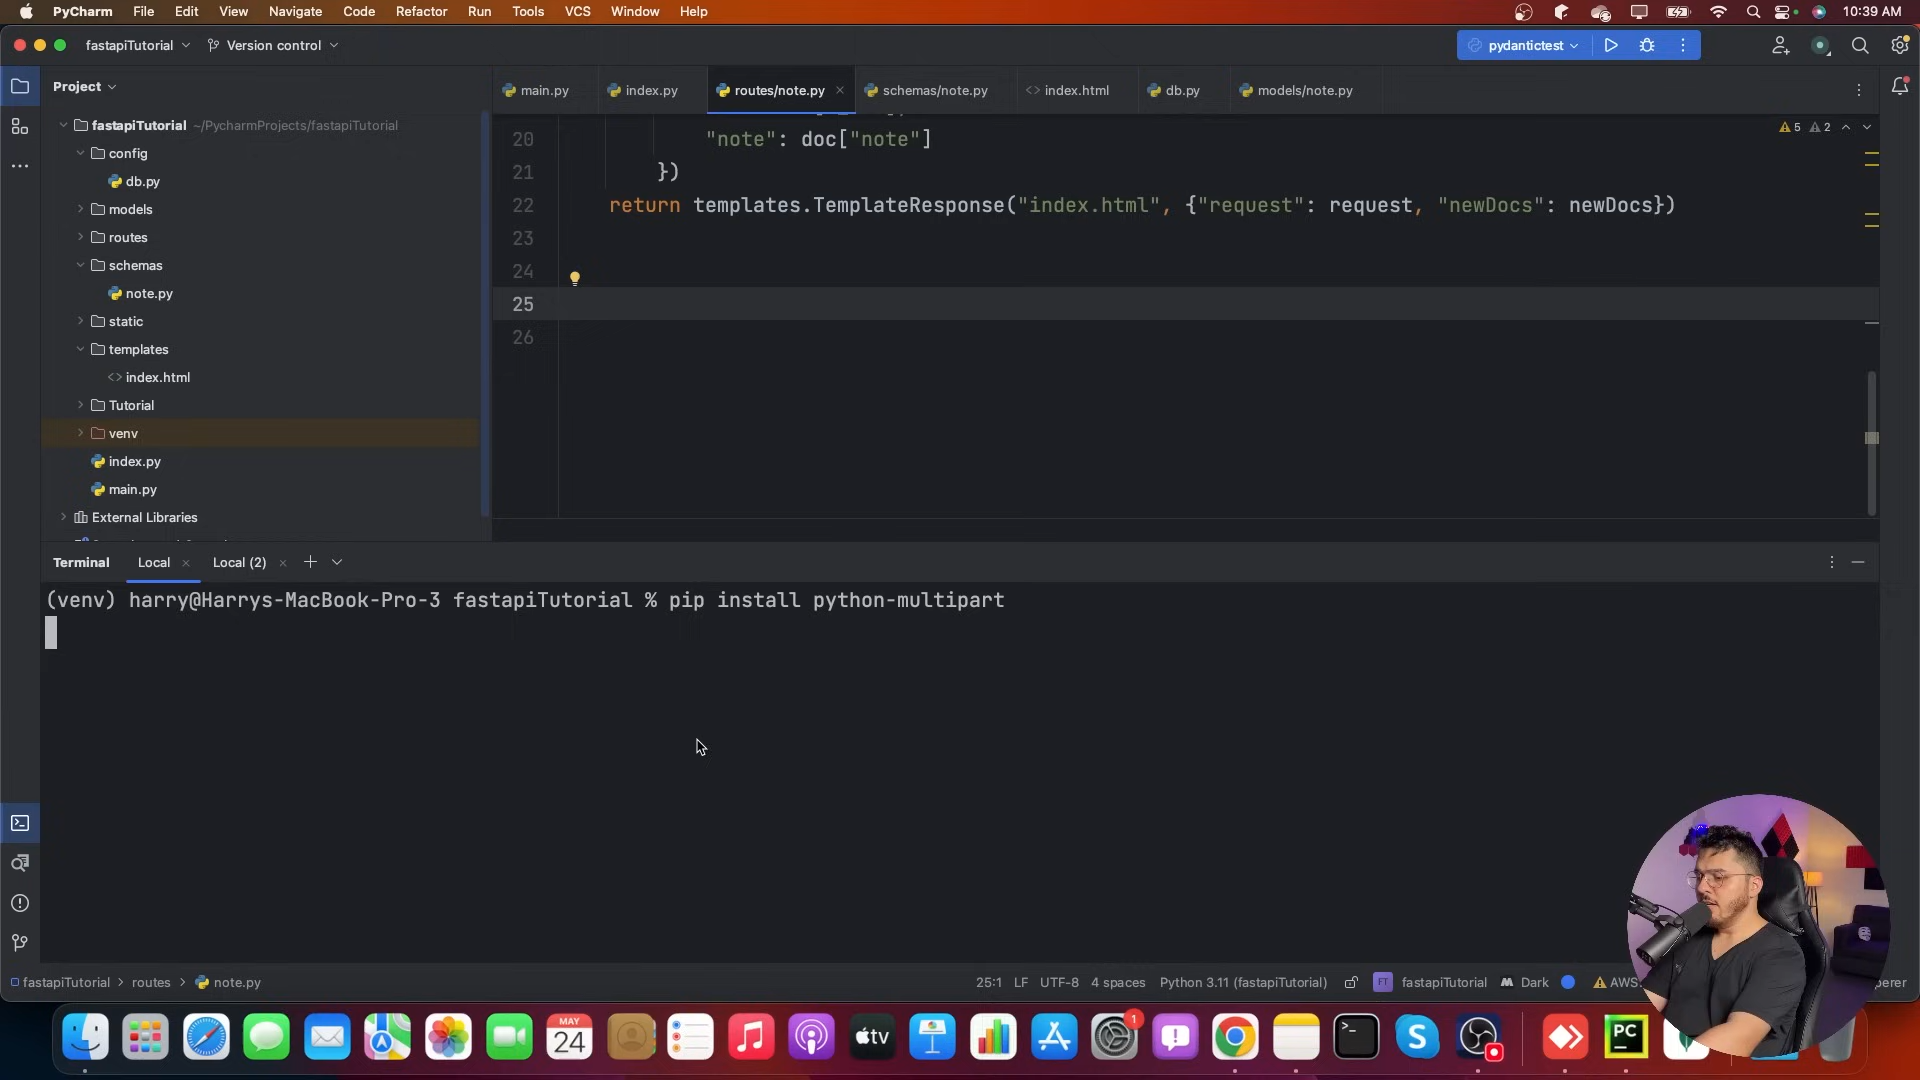 PyCharm File Edit View Navigate Code Refactor Run Tools VCS Window Help 10:39 AM
fastapiTutorial Version control pydantictest
Project main.py index.py routes/note.py schemas/note.py index.html db.py models/note.py
fastapiTutorial ~/PycharmProjects/fastapiTutorial
config
db.py
models
routes
schemas
note.py
static
templates
index.html
Tutorial
venv
index.py
main.py
External Libraries
5 2
20 "note": doc["note"]
21 })
22 return templates.TemplateResponse("index.html", {"request": request, "newDocs": newDocs})
23
24
25
26
Terminal Local Local (2)
(venv) harry@Harrys-MacBook-Pro-3 fastapiTutorial % pip install python-multipart
fastapiTutorial routes note.py 25:1 LF UTF-8 4 spaces Python 3.11 (fastapiTutorial) FT fastapiTutorial Dark AWS:
MAY
24
tv
1
PC